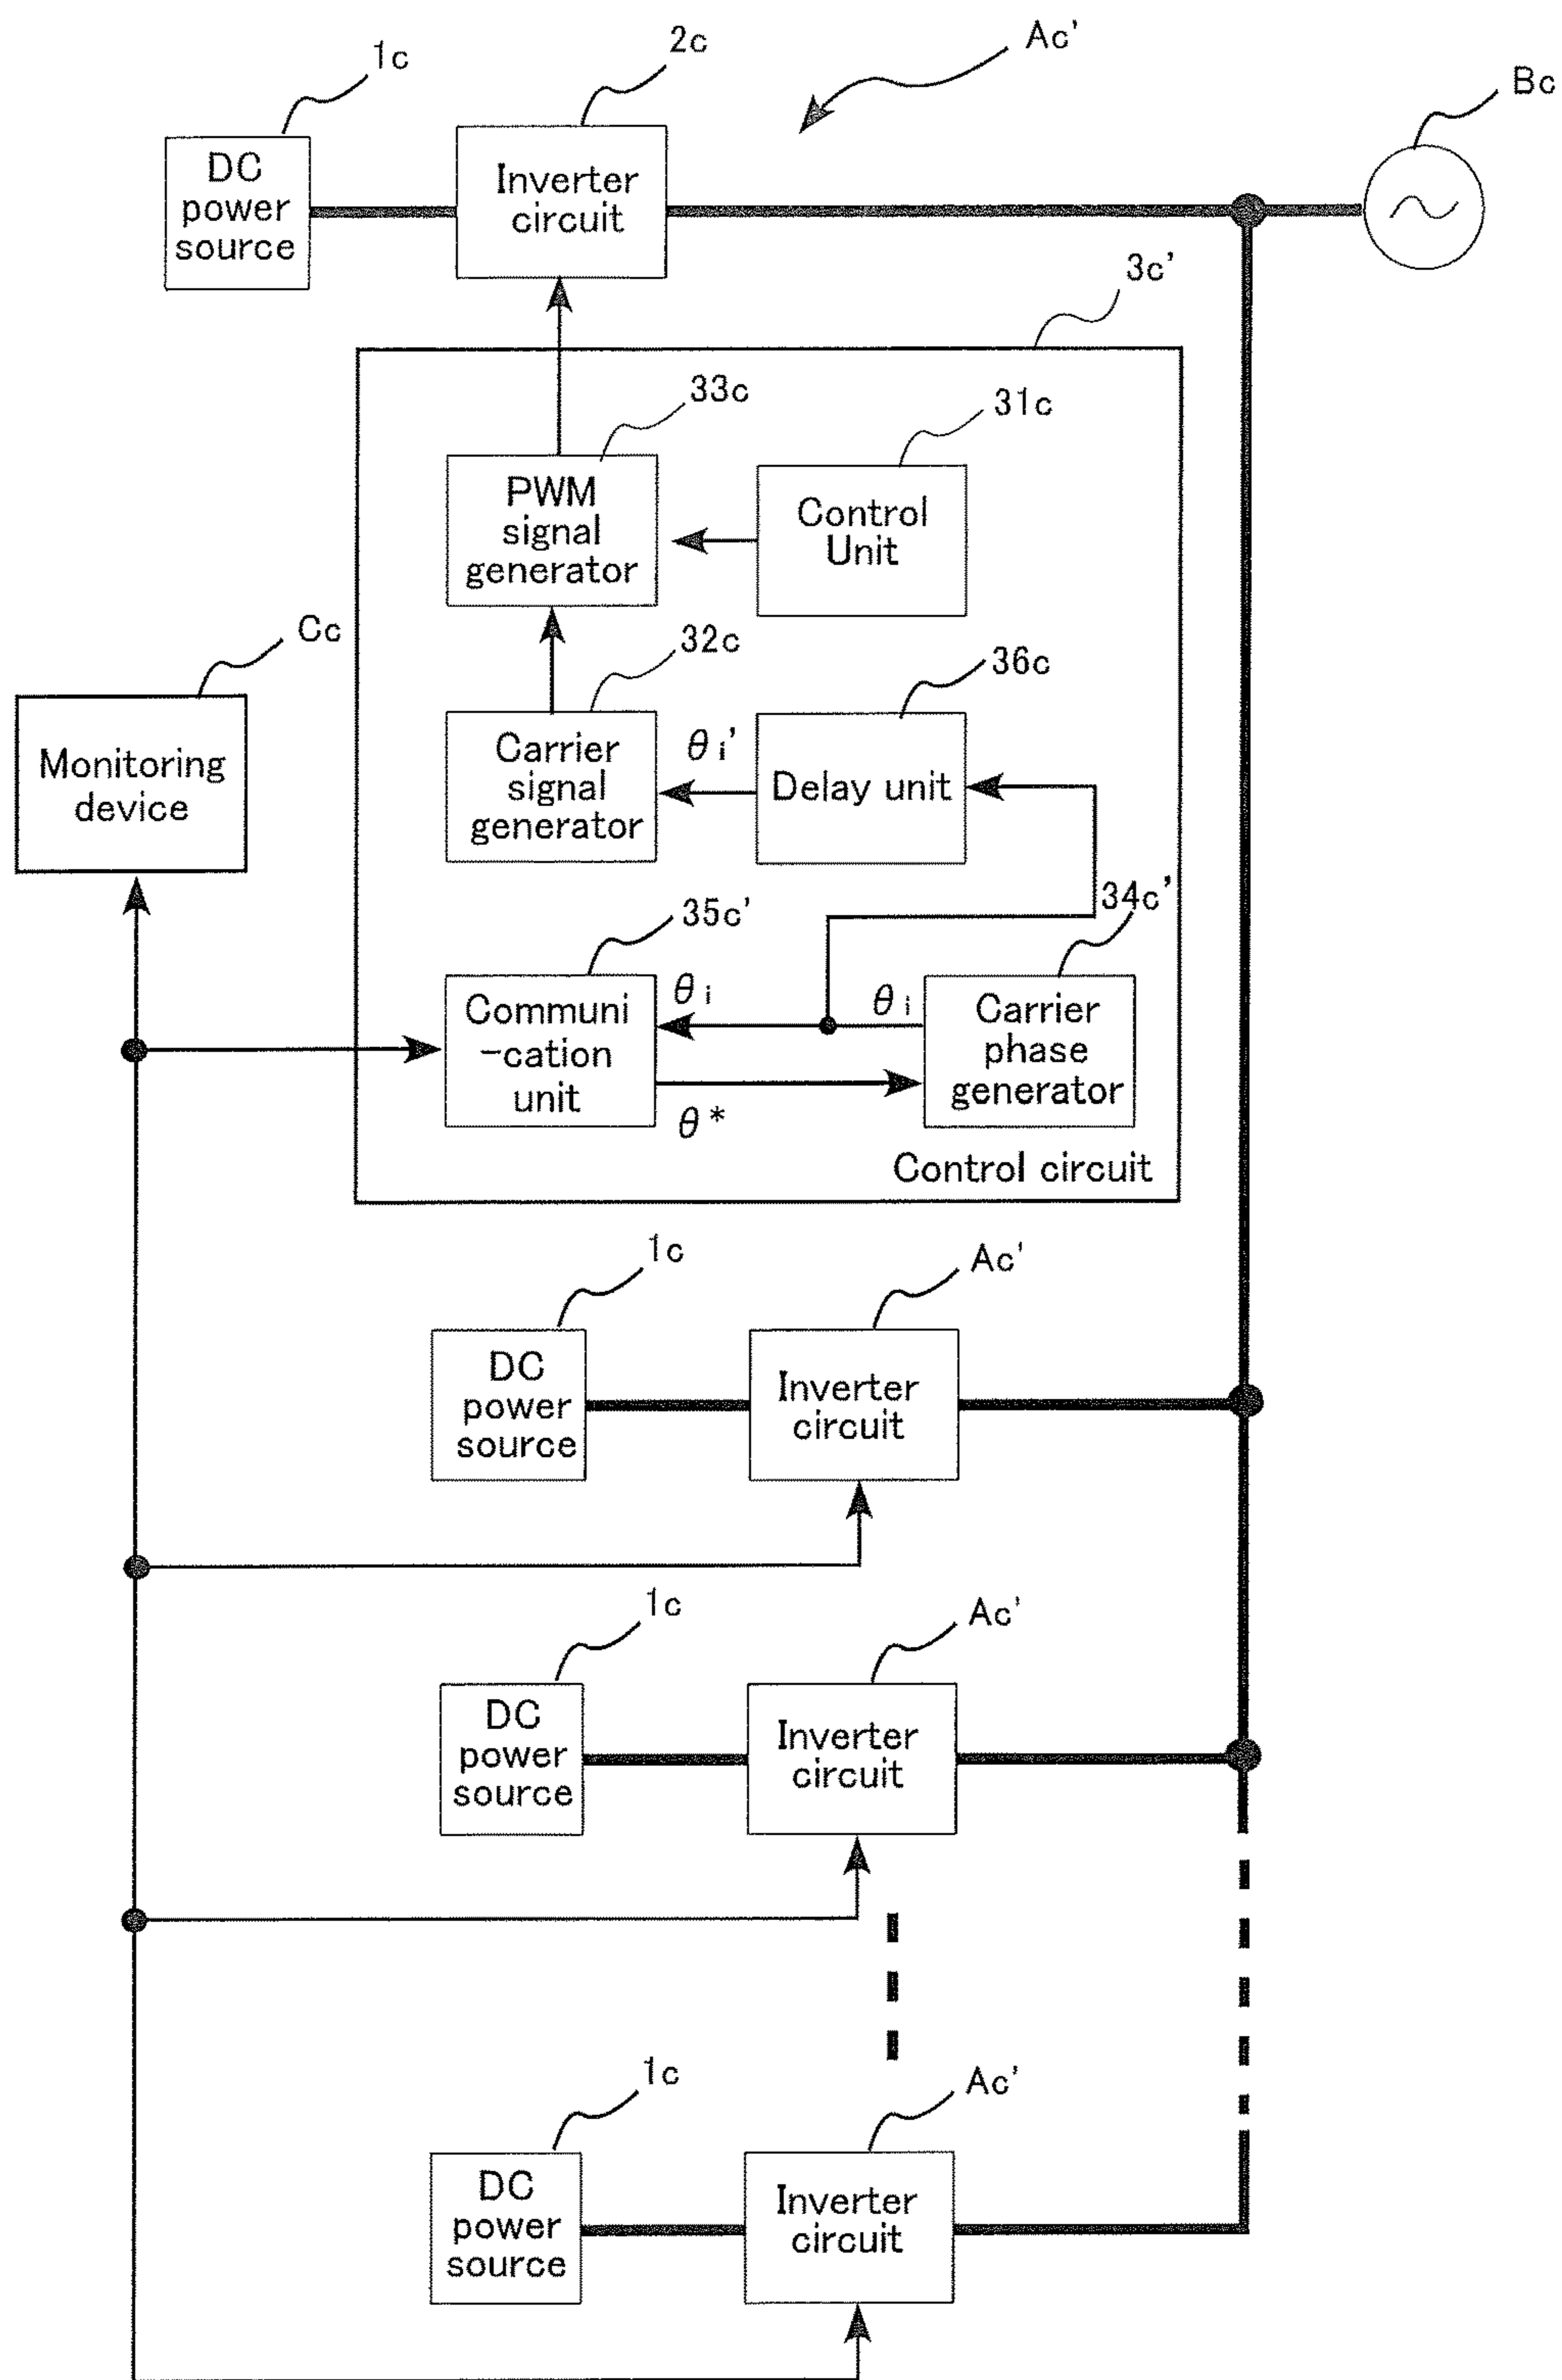 1c
2c
Ac'
Bc
DC
power
source
Inverter
circuit
3c'
33c
31c
PWM
signal
generator
Control
Unit
Cc
32c
36c
Monitoring
device
Carrier
signal
generator
θi'
Delay unit
35c'
34c'
Communi
-cation
unit
θi
θi
Carrier
phase
generator
θ*
Control circuit
1c
Ac'
DC
power
source
Inverter
circuit
1c
Ac'
DC
power
source
Inverter
circuit
1c
Ac'
DC
power
source
Inverter
circuit